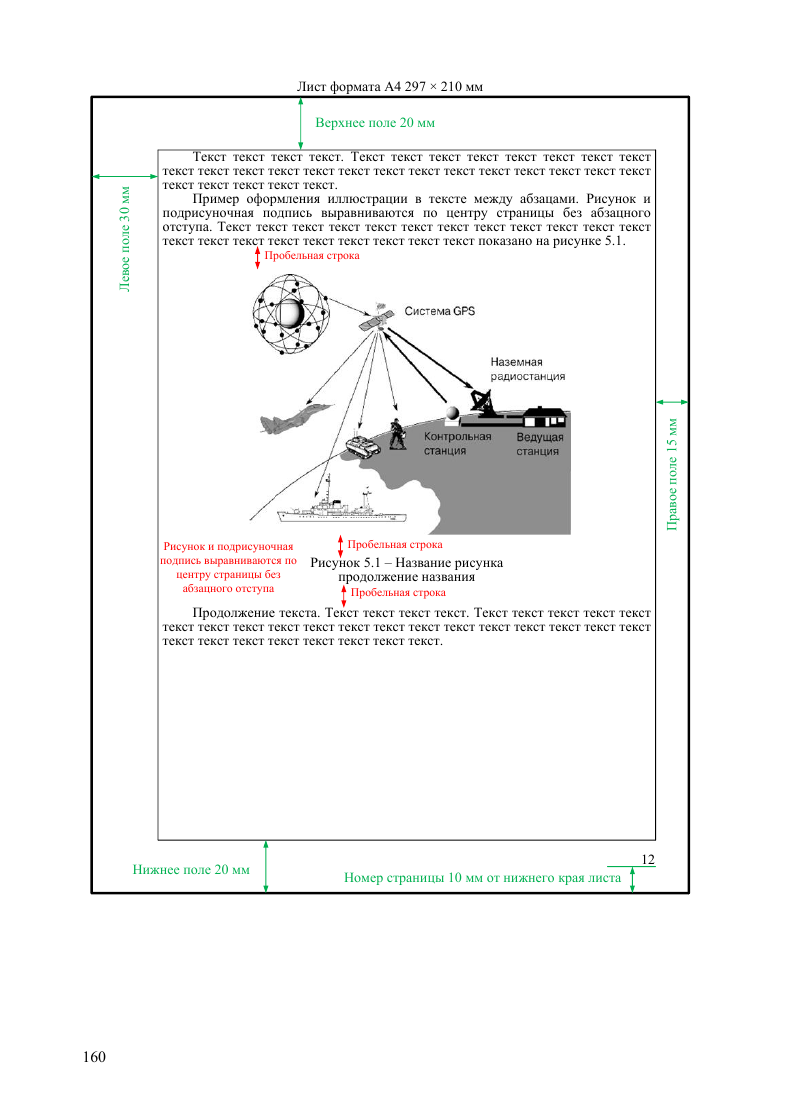 Лист формата А4 297 × 210 мм
Верхнее поле 20 мм
Левое поле 30 мм
Текст текст текст текст. Текст текст текст текст текст текст текст текст
текст текст текст текст текст текст текст текст текст текст текст текст текст текст
текст текст текст текст текст.
Пример оформления иллюстрации в тексте между абзацами. Рисунок и
подрисуночная подпись выравниваются по центру страницы без абзацного
отступа. Текст текст текст текст текст текст текст текст текст текст текст текст
текст текст текст текст текст текст текст текст текст показано на рисунке 5.1.
Пробельная строка
Система GPS
Наземная
радиостанция
Контрольная
станция
Ведущая
станция
Правое поле 15 мм
Рисунок и подрисуночная
подпись выравниваются по
центру страницы без
абзацного отступа
Пробельная строка
Рисунок 5.1 – Название рисунка
продолжение названия
Пробельная строка
Продолжение текста. Текст текст текст текст. Текст текст текст текст текст
текст текст текст текст текст текст текст текст текст текст текст текст текст текст
текст текст текст текст текст текст текст текст.
12
Нижнее поле 20 мм
Номер страницы 10 мм от нижнего края листа
160